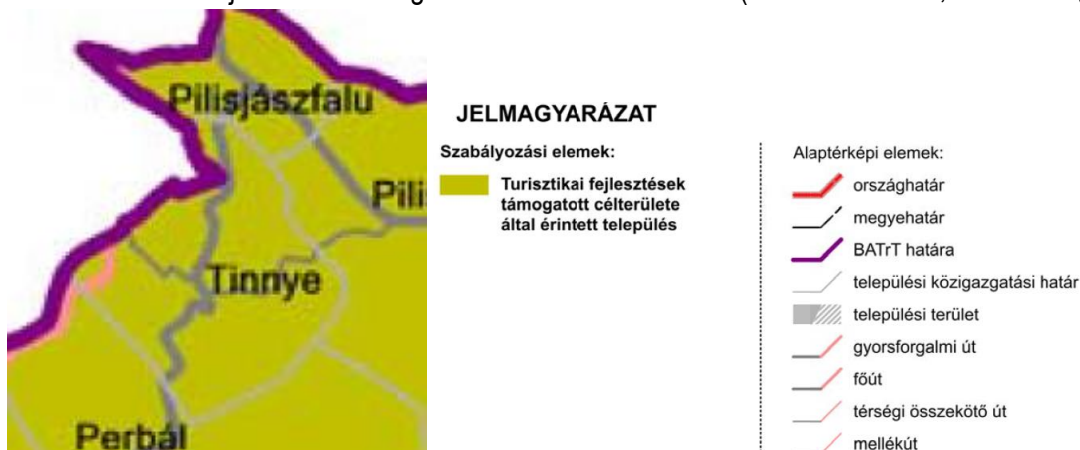 Pilisjászfalu
Pili
Tinnye
Perbál
JELMAGYARÁZAT
Szabályozási elemek:
Turisztikai fejlesztések
támogatott célterülete
által érintett település
Alaptérképi elemek:
országhatár
megyehatár
BATrT határa
települési közigazgatási határ
települési terület
gyorsforgalmi út
főút
térségi összekötő út
mellékút